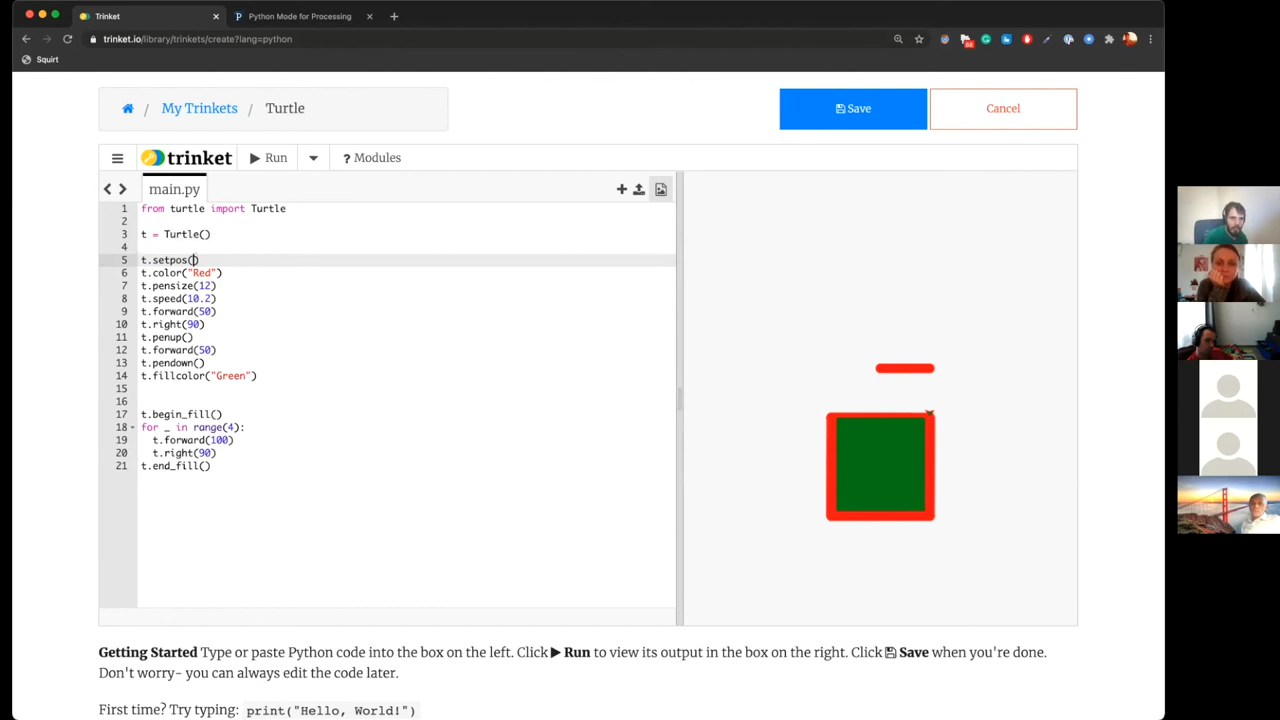 Trinket
Python Mode for Processing
trinket.io/library/trinkets/create?lang=python
68
Squirt
/ My Trinkets / Turtle
Save
Cancel
trinket
Run
? Modules
main.py
1 from turtle import Turtle
2
3 t = Turtle()
4
5 t.setpos()
6 t.color("Red")
7 t.pensize(12)
8 t.speed(10.2)
9 t.forward(50)
10 t.right(90)
11 t.penup()
12 t.forward(50)
13 t.pendown()
14 t.fillcolor("Green")
15
16
17 t.begin_fill()
18 for _ in range(4):
19 t.forward(100)
20 t.right(90)
21 t.end_fill()
Getting Started Type or paste Python code into the box on the left. Click Run to view its output in the box on the right. Click Save when you're done.
Don't worry- you can always edit the code later.
First time? Try typing: print("Hello, World!")